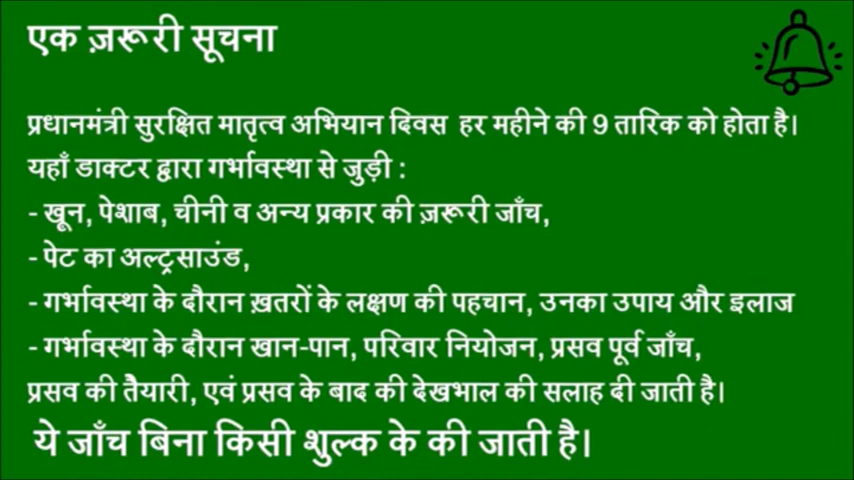 एक ज़रूरी सूचना
प्रधानमंत्री सुरक्षित मातृत्व अभियान दिवस हर महीने की 9 तारिक को होता है।
यहाँ डाक्टर द्वारा गर्भावस्था से जुड़ी :
- खून, पेशाब, चीनी व अन्य प्रकार की ज़रूरी जाँच,
- पेट का अल्ट्रसाउंड,
- गर्भावस्था के दौरान ख़तरों के लक्षण की पहचान, उनका उपाय और इलाज
- गर्भावस्था के दौरान खान-पान, परिवार नियोजन, प्रसव पूर्व जाँच,
प्रसव की तैयारी, एवं प्रसव के बाद की देखभाल की सलाह दी जाती है।
ये जाँच बिना किसी शुल्क के की जाती है।